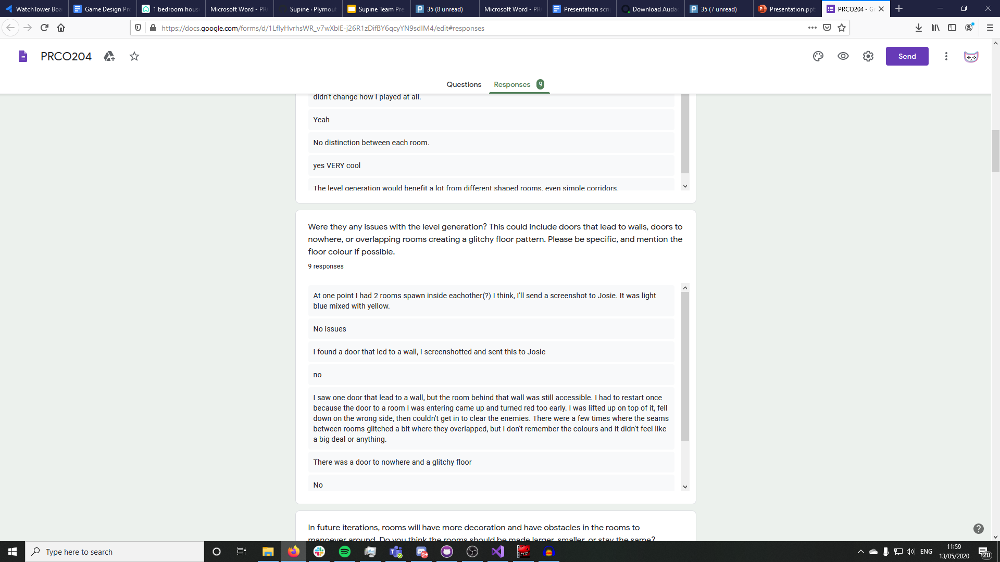 WatchTower Boa
Game Design Pr
1 bedroom hous
Microsoft Word - PR
Supine · Plymout
Supine Team Pre
35 (8 unread)
Microsoft Word - PR
Presentation scri
Download Audac
35 (7 unread)
Presentation.ppt
PRCO204 - Go
https://docs.google.com/forms/d/1LfIyHvrhsWR_v7wXblE-j26R1zDifBY6qcyYN9sdIM4/edit#responses
PRCO204
Send
Questions
Responses 9
didn't change how I played at all.
Yeah
No distinction between each room.
yes VERY cool
The level generation would benefit a lot from different shaped rooms, even simple corridors.
Were they any issues with the level generation? This could include doors that lead to walls, doors to
nowhere, or overlapping rooms creating a glitchy floor pattern. Please be specific, and mention the
floor colour if possible.
9 responses
At one point I had 2 rooms spawn inside eachother(?) I think, I'll send a screenshot to Josie. It was light
blue mixed with yellow.
No issues
I found a door that led to a wall, I screenshotted and sent this to Josie
no
I saw one door that lead to a wall, but the room behind that wall was still accessible. I had to restart once
because the door to a room I was entering came up and turned red too early. I was lifted up on top of it, fell
down on the wrong side, then couldn't get in to clear the enemies. There were a few times where the seams
between rooms glitched a bit where they overlapped, but I don't remember the colours and it didn't feel like
a big deal or anything.
There was a door to nowhere and a glitchy floor
No
In future iterations, rooms will have more decoration and have obstacles in the rooms to
manoever around. Do you think the rooms should be made larger, smaller, or stay the same?
Type here to search
9+
ENG
11:59
13/05/2020
20